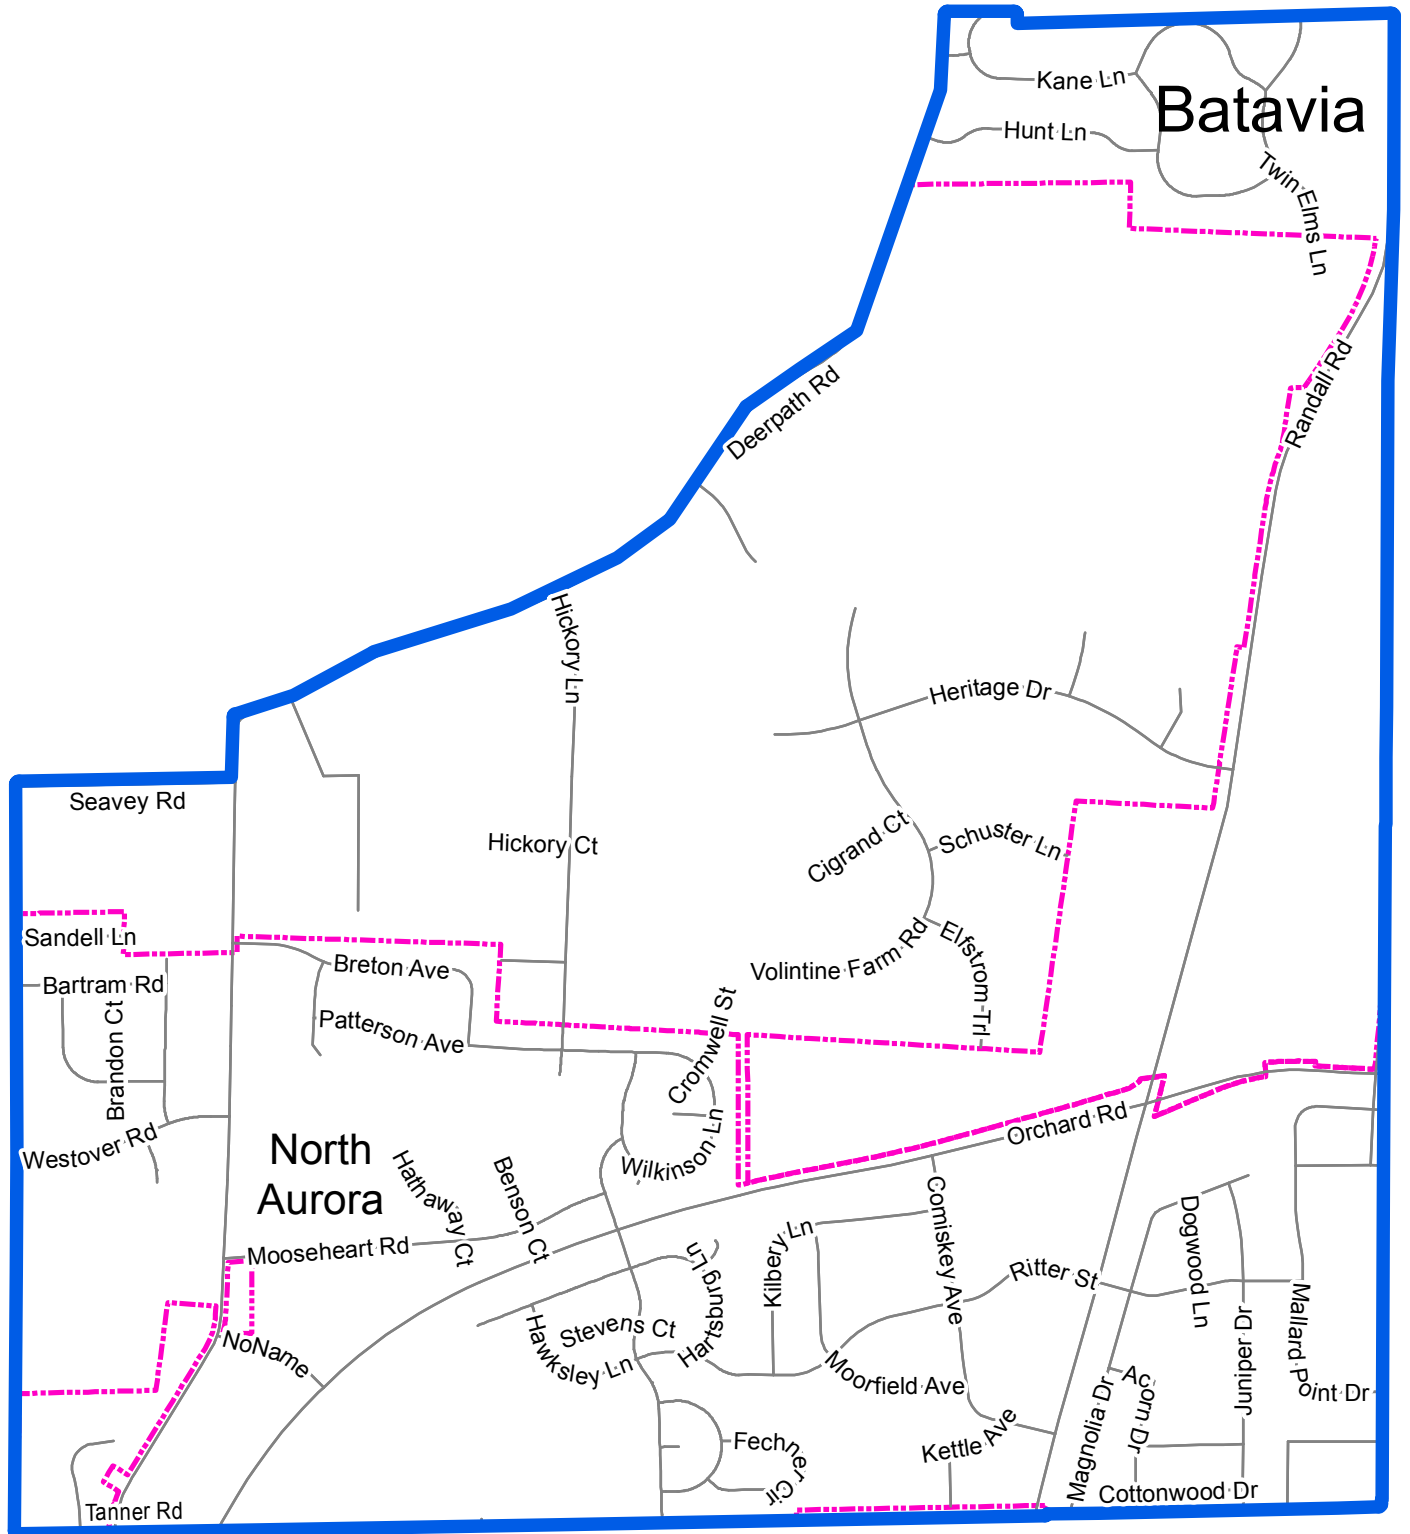 Kane Ln
Batavia
Hunt Ln
Twin Elms Ln
Randall Rd
Deerpath Rd
Hickory Ln
Heritage Dr
Seavey Rd
Hickory Ct
Cigrand Ct
Schuster Ln
Sandell Ln
Breton Ave
Volintine Farm Rd
Elfstrom Trl
Bartram Rd
Brandon Ct
Patterson Ave
Cromwell St
Orchard Rd
Westover Rd
North
Aurora
Wilkinson Ln
Hathaway Ct
Benson Ct
Mooseheart Rd
Comiskey Ave
Dogwood Ln
Kilbery Ln
Hartsburg Ln
Ritter St
NoName
Hawksley Ln
Stevens Ct
Moorfield Ave
Juniper Dr
Mallard Point Dr
Magnolia Dr
Acorn Dr
Kettle Ave
Fechner Cir
Cottonwood Dr
Tanner Rd